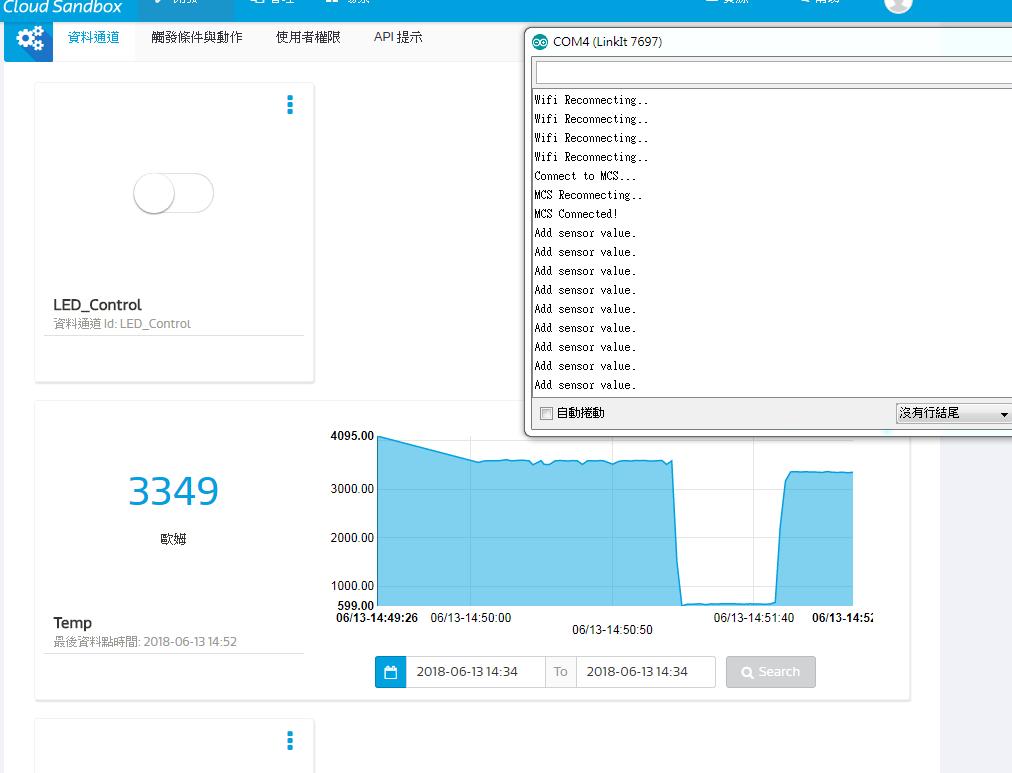 Cloud Sandbox
資料通道 觸發條件與動作 使用者權限 API 提示
COM4 (LinkIt 7697)
Wifi Reconnecting..
Wifi Reconnecting..
Wifi Reconnecting..
Wifi Reconnecting..
Connect to MCS...
MCS Reconnecting..
MCS Connected!
Add sensor value.
Add sensor value.
Add sensor value.
Add sensor value.
Add sensor value.
Add sensor value.
Add sensor value.
Add sensor value.
Add sensor value.
自動捲動
沒有行結尾
LED_Control
資料通道 Id: LED_Control
3349
歐姆
Temp
最後資料點時間: 2018-06-13 14:52
4095.00
3000.00
2000.00
1000.00
599.00
06/13-14:49:26 06/13-14:50:00 06/13-14:50:50 06/13-14:51:40 06/13-14:52
2018-06-13 14:34 To 2018-06-13 14:34 Search